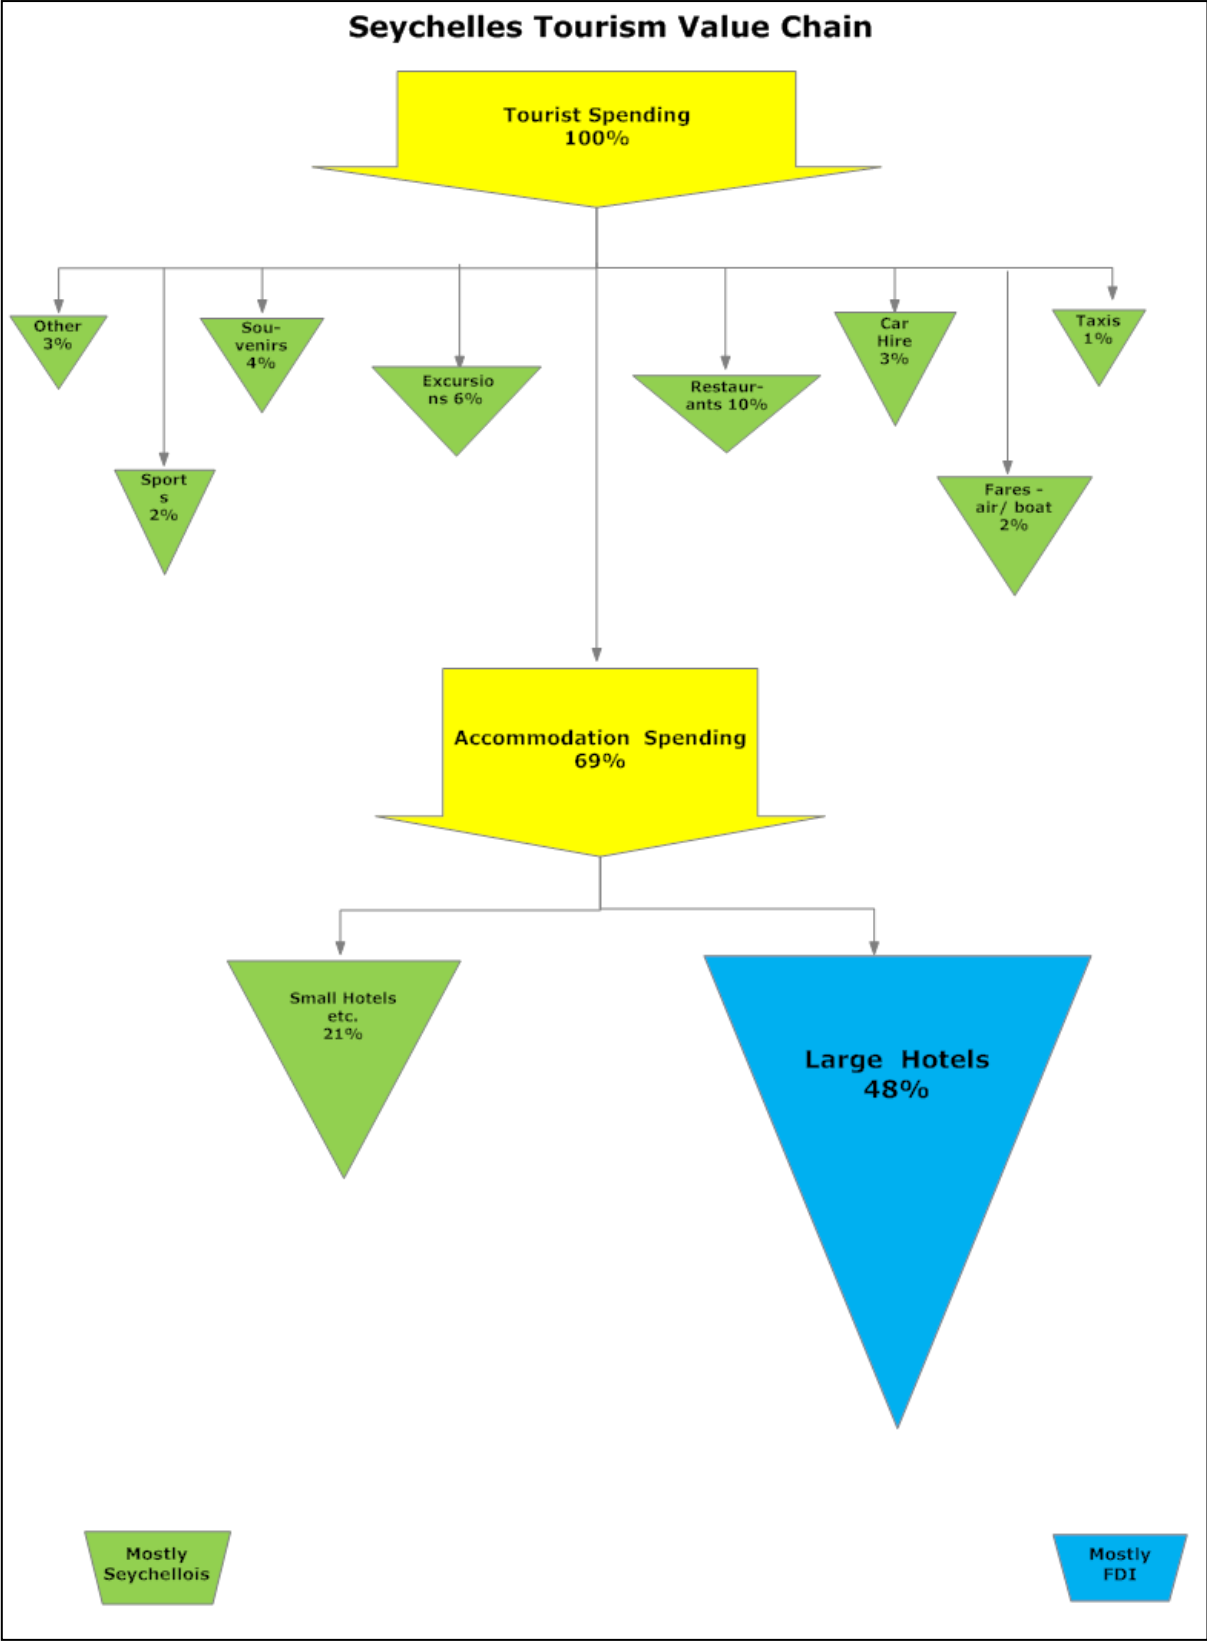 Seychelles Tourism Value Chain
Tourist Spending
100%
Other
3%
Sou-
venirs
4%
Excursio
ns 6%
Restaur-
ants 10%
Car
Hire
3%
Taxis
1%
Sport
s
2%
Fares -
air/ boat
2%
Accommodation Spending
69%
Small Hotels
etc.
21%
Large Hotels
48%
Mostly
Seychellois
Mostly
FDI